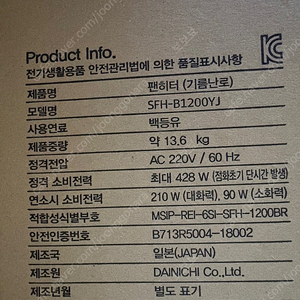 Product Info.
전기생활용품 안전관리법에 의한 품질표시사항
제품명 팬히터 (기름난로)
모델명 SFH-B1200YJ
사용연료 백등유
제품중량 약 13.6 kg
정격전압 AC 220V / 60 Hz
정격 소비전력 최대 428 W (점화초기 단시간 발생)
연소시 소비전력 210 W (대화력), 90 W (소화력)
적합성식별부호 MSIP-REI-6SI-SFH-1200BR
안전인증번호 B713R5004-18002
제조국 일본(JAPAN)
제조원 DAINICHI Co.,Ltd.
제조년월 별도 표기